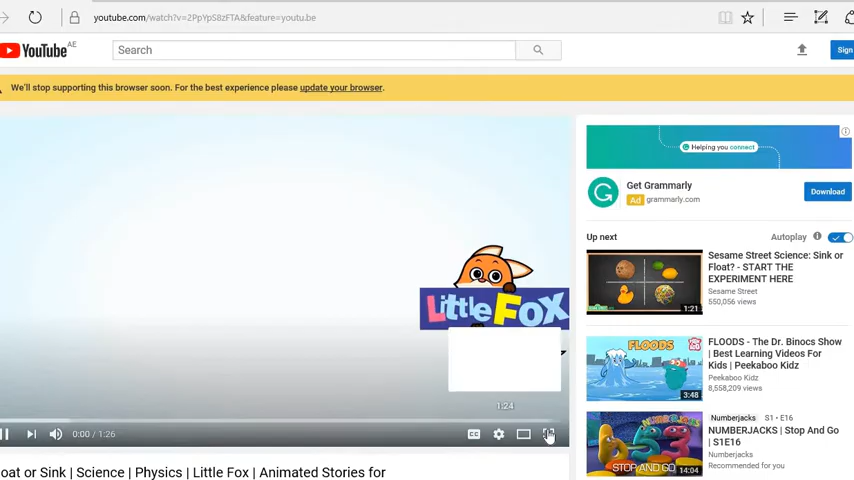 youtube.com/watch?v=2PpYpS8zFTA&feature=youtu.be
YouTube AE
Search
Sign
We'll stop supporting this browser soon. For the best experience please update your browser.
Helping you connect
Get Grammarly
Ad grammarly.com
Download
Up next
Autoplay
Sesame Street Science: Sink or
Float? - START THE
EXPERIMENT HERE
Sesame Street
550,056 views
1:21
Little Fox
FLOODS
FLOODS - The Dr. Binocs Show
| Best Learning Videos For
Kids | Peekaboo Kidz
Peekaboo Kidz
8,558,209 views
3:48
1:24
0:00 / 1:26
CC
Numberjacks S1 • E16
NUMBERJACKS | Stop And Go
| S1E16
Numberjacks
Recommended for you
STOP AND GO
14:04
oat or Sink | Science | Physics | Little Fox | Animated Stories for